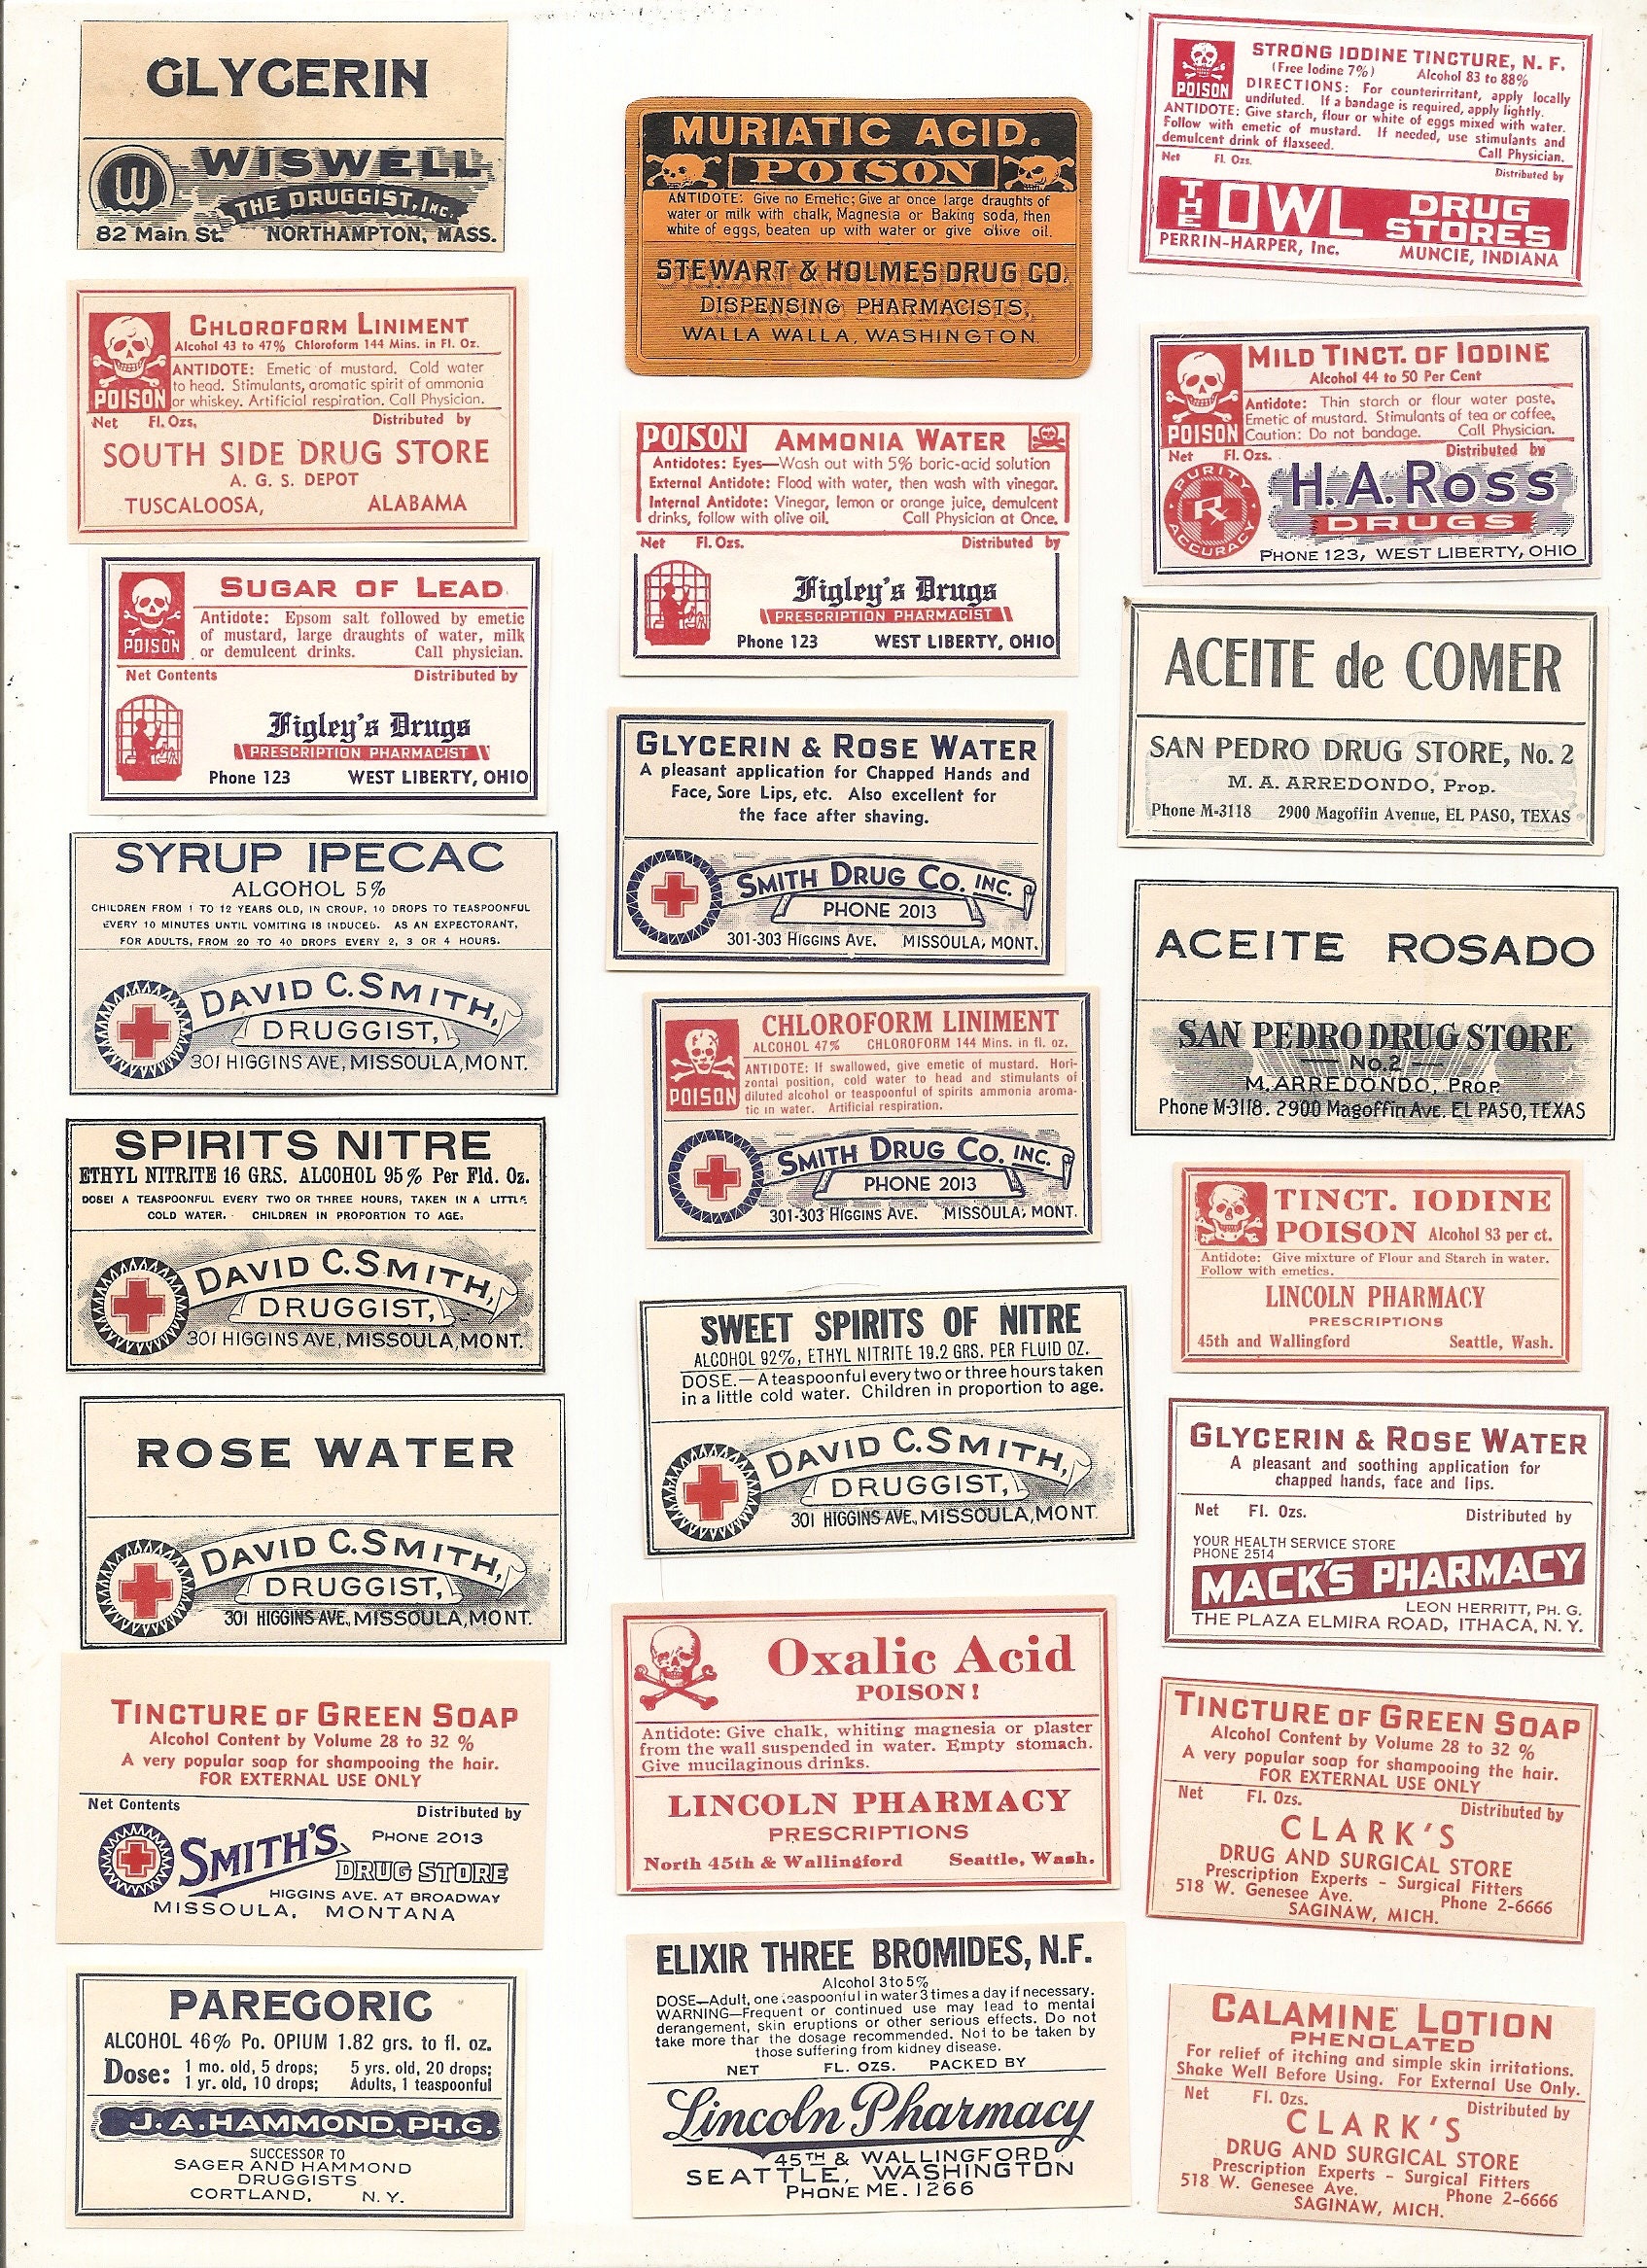 GLYCERIN
W
WISWELL
THE DRUGGIST, INC.
82 Main St. NORTHAMPTON, MASS.
CHLOROFORM LINIMENT
Alcohol 43 to 47% Chloroform 144 Mins. in Fl. Oz.
POISON
ANTIDOTE: Emetic of mustard. Cold water
to head. Stimulants, aromatic spirit of ammonia
or whiskey. Artificial respiration. Call Physician.
Net Fl. Ozs. Distributed by
SOUTH SIDE DRUG STORE
A. G. S. DEPOT
TUSCALOOSA, ALABAMA
SUGAR OF LEAD
POISON
Antidote: Epsom salt followed by emetic
of mustard, large draughts of water, milk
or demulcent drinks. Call physician.
Net Contents Distributed by
Figley's Drugs
PRESCRIPTION PHARMACIST
Phone 123 WEST LIBERTY, OHIO
SYRUP IPECAC
ALCOHOL 5%
CHILDREN FROM 1 TO 12 YEARS OLD, IN CROUP, 10 DROPS TO TEASPOONFUL
EVERY 10 MINUTES UNTIL VOMITING IS INDUCED. AS AN EXPECTORANT,
FOR ADULTS, FROM 20 TO 40 DROPS EVERY 2, 3 OR 4 HOURS.
DAVID C. SMITH,
DRUGGIST,
301 HIGGINS AVE, MISSOULA, MONT.
SPIRITS NITRE
ETHYL NITRITE 16 GRS. ALCOHOL 95% Per Fld. Oz.
DOSE! A TEASPOONFUL EVERY TWO OR THREE HOURS, TAKEN IN A LITTLE
COLD WATER. CHILDREN IN PROPORTION TO AGE.
DAVID C. SMITH,
DRUGGIST,
301 HIGGINS AVE, MISSOULA, MONT.
ROSE WATER
DAVID C. SMITH,
DRUGGIST,
301 HIGGINS AVE., MISSOULA, MONT.
TINCTURE OF GREEN SOAP
Alcohol Content by Volume 28 to 32 %
A very popular soap for shampooing the hair.
FOR EXTERNAL USE ONLY
Net Contents Distributed by
SMITH'S PHONE 2013
DRUG STORE
HIGGINS AVE. AT BROADWAY
MISSOULA, MONTANA
PAREGORIC
ALCOHOL 46% Po. OPIUM 1.82 grs. to fl. oz.
Dose: 1 mo. old, 5 drops; 5 yrs. old, 20 drops;
1 yr. old, 10 drops; Adults, 1 teaspoonful
J. A. HAMMOND, PH.G.
SUCCESSOR TO
SAGER AND HAMMOND
DRUGGISTS
CORTLAND, N. Y.
MURIATIC ACID.
POISON
ANTIDOTE: Give no Emetic; Give at once large draughts of
water or milk with chalk, Magnesia or Baking soda, then
white of eggs, beaten up with water or give olive oil.
STEWART & HOLMES DRUG CO.
DISPENSING PHARMACISTS,
WALLA WALLA, WASHINGTON.
POISON AMMONIA WATER
Antidotes: Eyes—Wash out with 5% boric-acid solution
External Antidote: Flood with water, then wash with vinegar.
Internal Antidote: Vinegar, lemon or orange juice, demulcent
drinks, follow with olive oil. Call Physician at Once.
Net Fl. Ozs. Distributed by
Figley's Drugs
PRESCRIPTION PHARMACIST
Phone 123 WEST LIBERTY, OHIO
GLYCERIN & ROSE WATER
A pleasant application for Chapped Hands and
Face, Sore Lips, etc. Also excellent for
the face after shaving.
SMITH DRUG CO. INC.
PHONE 2013
301-303 HIGGINS AVE. MISSOULA, MONT.
CHLOROFORM LINIMENT
ALCOHOL 47% CHLOROFORM 144 Mins. in fl. oz.
POISON
ANTIDOTE: If swallowed, give emetic of mustard. Hori-
zontal position, cold water to head and stimulants of
diluted alcohol or teaspoonful of spirits ammonia aroma-
tic in water. Artificial respiration.
SMITH DRUG CO. INC.
PHONE 2013
301-303 HIGGINS AVE. MISSOULA, MONT.
SWEET SPIRITS OF NITRE
ALCOHOL 92%, ETHYL NITRITE 19.2 GRS. PER FLUID OZ.
DOSE.—A teaspoonful every two or three hours taken
in a little cold water. Children in proportion to age.
DAVID C. SMITH,
DRUGGIST,
301 HIGGINS AVE., MISSOULA, MONT.
Oxalic Acid
POISON!
Antidote: Give chalk, whiting magnesia or plaster
from the wall suspended in water. Empty stomach.
Give mucilaginous drinks.
LINCOLN PHARMACY
PRESCRIPTIONS
North 45th & Wallingford Seattle, Wash.
ELIXIR THREE BROMIDES, N.F.
Alcohol 3 to 5%
DOSE—Adult, one teaspoonful in water 3 times a day if necessary.
WARNING—Frequent or continued use may lead to mental
derangement, skin eruptions or other serious effects. Do not
take more than the dosage recommended. Not to be taken by
those suffering from kidney disease.
NET FL. OZS. PACKED BY
Lincoln Pharmacy
45TH & WALLINGFORD
SEATTLE, WASHINGTON
PHONE ME. 1266
STRONG IODINE TINCTURE, N. F.
(Free Iodine 7%) Alcohol 83 to 88%
POISON
DIRECTIONS: For counterirritant, apply locally
undiluted. If a bandage is required, apply lightly.
ANTIDOTE: Give starch, flour or white of eggs mixed with water.
Follow with emetic of mustard. If needed, use stimulants and
demulcent drink of flaxseed. Call Physician.
Net Fl. Ozs. Distributed by
THE OWL DRUG STORES
PERRIN-HARPER, Inc. MUNCIE, INDIANA
MILD TINCT. OF IODINE
Alcohol 44 to 50 Per Cent
POISON
Antidote: Thin starch or flour water paste.
Emetic of mustard. Stimulants of tea or coffee.
Caution: Do not bandage. Call Physician.
Net Fl. Ozs. Distributed by
PURITY Rx ACCURACY
H. A. ROSS
DRUGS
PHONE 123, WEST LIBERTY, OHIO
ACEITE de COMER
SAN PEDRO DRUG STORE, No. 2
M. A. ARREDONDO, Prop.
Phone M-3118 2900 Magoffin Avenue, EL PASO, TEXAS
ACEITE ROSADO
SAN PEDRO DRUG STORE
No. 2
M. ARREDONDO, PROP.
Phone M-3118. 2900 Magoffin Ave. EL PASO, TEXAS
TINCT. IODINE
POISON Alcohol 83 per ct.
Antidote: Give mixture of Flour and Starch in water.
Follow with emetics.
LINCOLN PHARMACY
PRESCRIPTIONS
45th and Wallingford Seattle, Wash.
GLYCERIN & ROSE WATER
A pleasant and soothing application for
chapped hands, face and lips.
Net Fl. Ozs. Distributed by
YOUR HEALTH SERVICE STORE
PHONE 2514
MACK'S PHARMACY
LEON HERRITT, PH. G.
THE PLAZA ELMIRA ROAD, ITHACA, N. Y.
TINCTURE OF GREEN SOAP
Alcohol Content by Volume 28 to 32 %
A very popular soap for shampooing the hair.
FOR EXTERNAL USE ONLY
Net Fl. Ozs. Distributed by
CLARK'S
DRUG AND SURGICAL STORE
Prescription Experts - Surgical Fitters
518 W. Genesee Ave. Phone 2-6666
SAGINAW, MICH.
CALAMINE LOTION
PHENOLATED
For relief of itching and simple skin irritations.
Shake Well Before Using. For External Use Only.
Net Fl. Ozs. Distributed by
CLARK'S
DRUG AND SURGICAL STORE
Prescription Experts - Surgical Fitters
518 W. Genesee Ave. Phone 2-6666
SAGINAW, MICH.